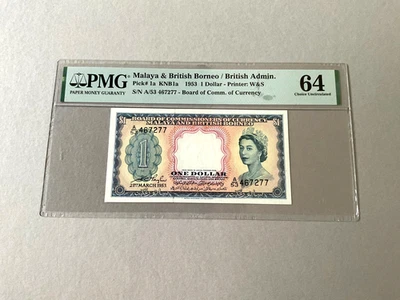 PMG
PAPER MONEY GUARANTY
Malaya & British Borneo / British Admin.
Pick# 1a KNB1a 1953 1 Dollar - Printer: W&S
S/N A/53 467277 - Board of Comm. of Currency
64
Choice Uncirculated
BOARD OF COMMISSIONERS OF CURRENCY
MALAYA AND BRITISH BORNEO
$1
$1
A/53 467277
1
ONE DOLLAR
21ST MARCH 1953
A/53 467277